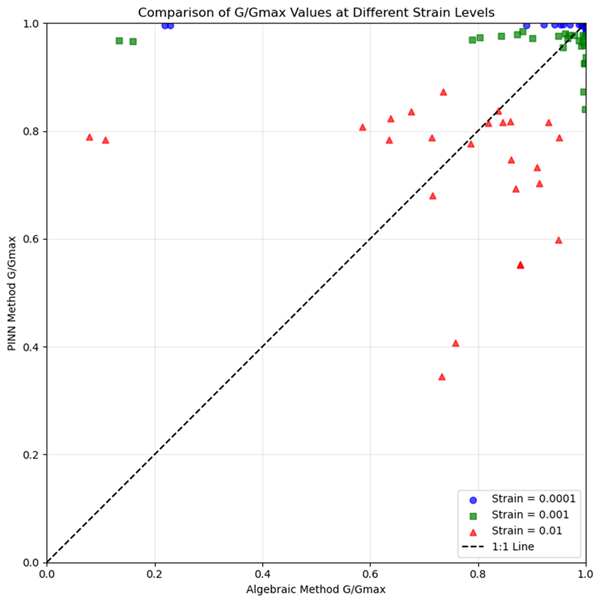 Comparison of G/Gmax Values at Different Strain Levels
1.0
0.8
0.6
0.4
0.2
0.0
PINN Method G/Gmax
Strain = 0.0001
Strain = 0.001
Strain = 0.01
1:1 Line
0.0 0.2 0.4 0.6 0.8 1.0
Algebraic Method G/Gmax